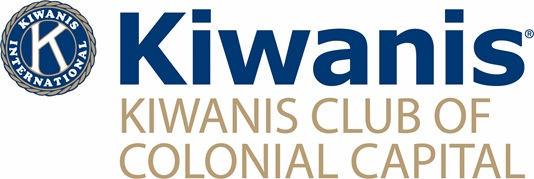 KIWANIS
K
INTERNATIONAL
Kiwanis®
KIWANIS CLUB OF
COLONIAL CAPITAL